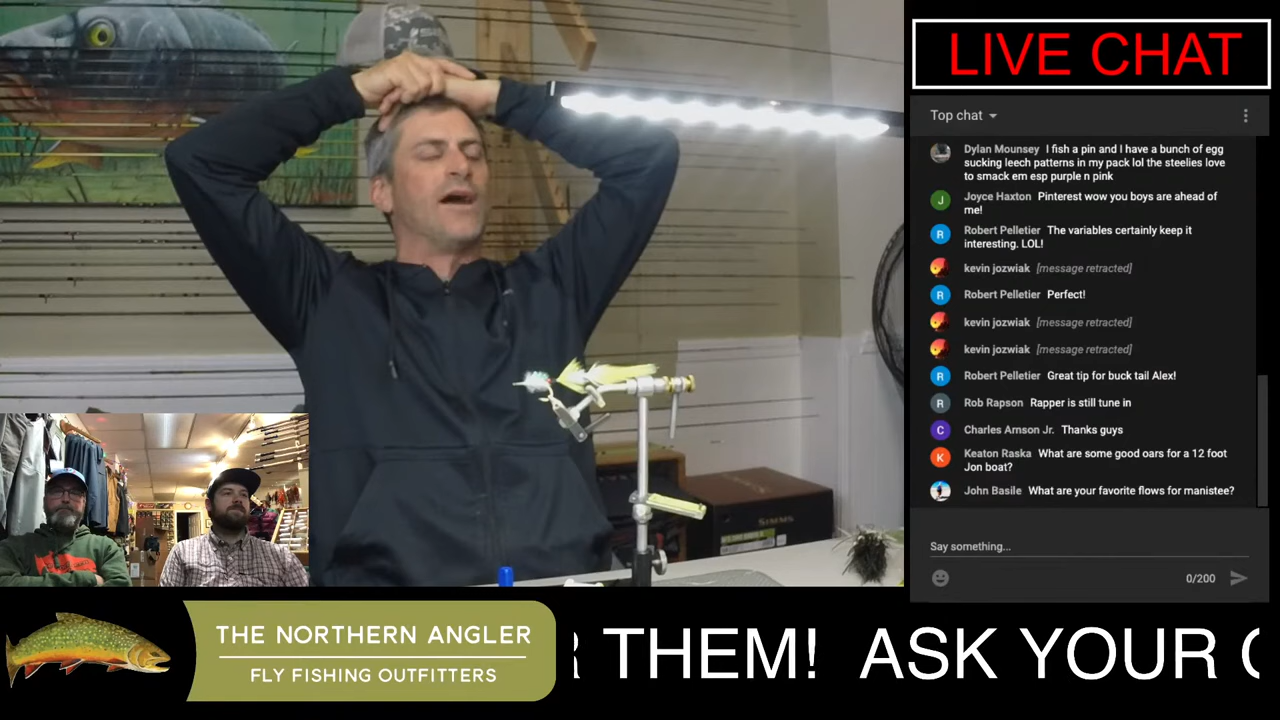 LIVE CHAT
Top chat
Dylan Mounsey I fish a pin and I have a bunch of egg
sucking leech patterns in my pack lol the steelies love
to smack em esp purple n pink
Joyce Haxton Pinterest wow you boys are ahead of
me!
Robert Pelletier The variables certainly keep it
interesting. LOL!
kevin jozwiak [message retracted]
Robert Pelletier Perfect!
kevin jozwiak [message retracted]
kevin jozwiak [message retracted]
Robert Pelletier Great tip for buck tail Alex!
Rob Rapson Rapper is still tune in
Charles Arnson Jr. Thanks guys
Keaton Raska What are some good oars for a 12 foot
Jon boat?
John Basile What are your favorite flows for manistee?
Say something...
0/200
SIMMS
THE NORTHERN ANGLER
FLY FISHING OUTFITTERS
R THEM! ASK YOUR